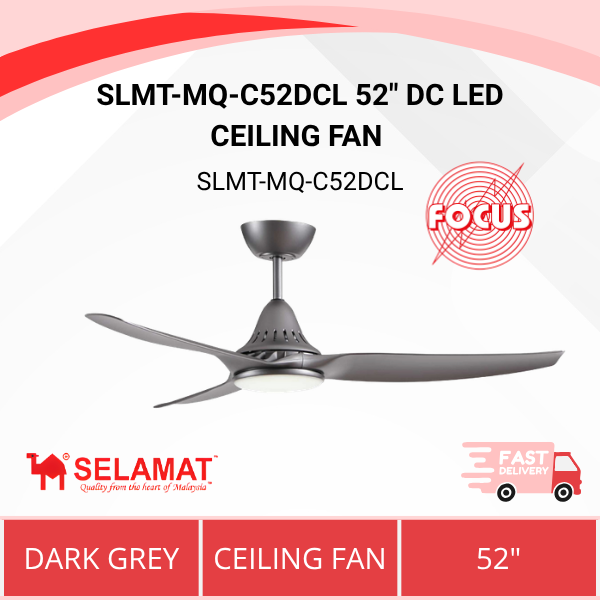 SLMT-MQ-C52DCL 52" DC LED
CEILING FAN
SLMT-MQ-C52DCL
FOCUS
SELAMAT™
Quality from the heart of Malaysia
FAST
DELIVERY
DARK GREY
CEILING FAN
52"